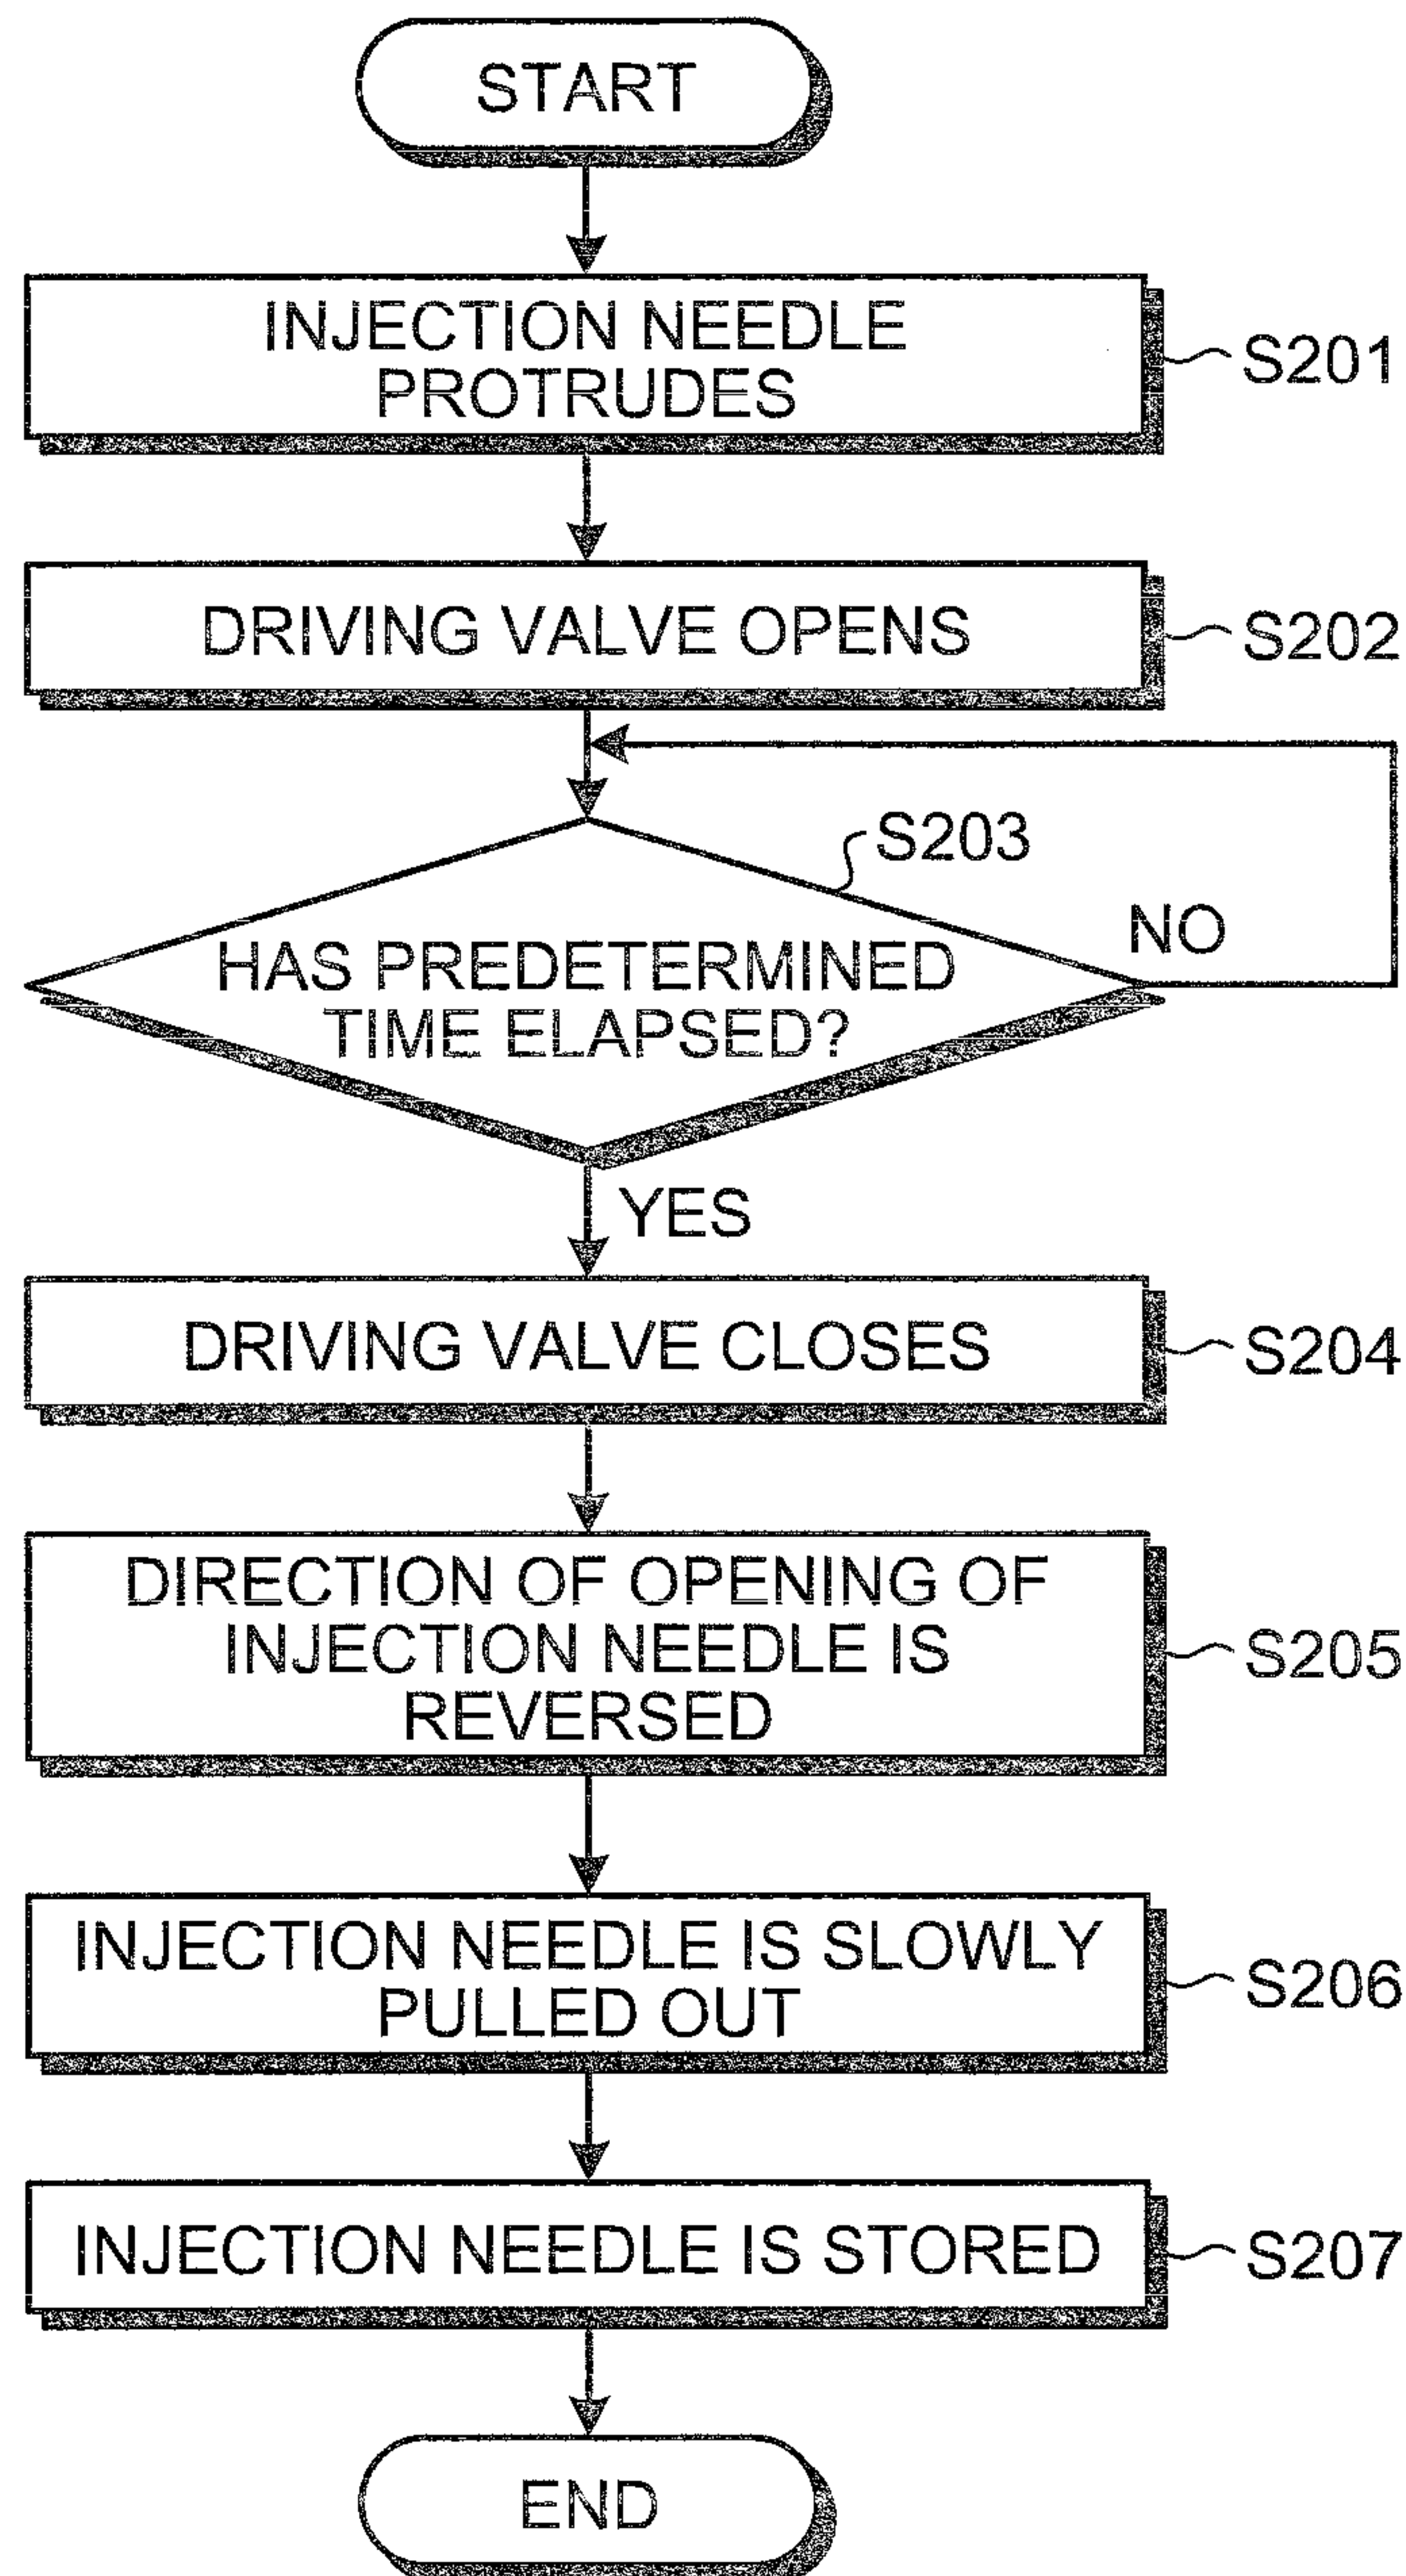 START
INJECTION NEEDLE
PROTRUDES
S201
DRIVING VALVE OPENS
S202
S203
NO
HAS PREDETERMINED
TIME ELAPSED?
YES
DRIVING VALVE CLOSES
S204
DIRECTION OF OPENING OF
INJECTION NEEDLE IS
REVERSED
S205
INJECTION NEEDLE IS SLOWLY
PULLED OUT
S206
INJECTION NEEDLE IS STORED
S207
END